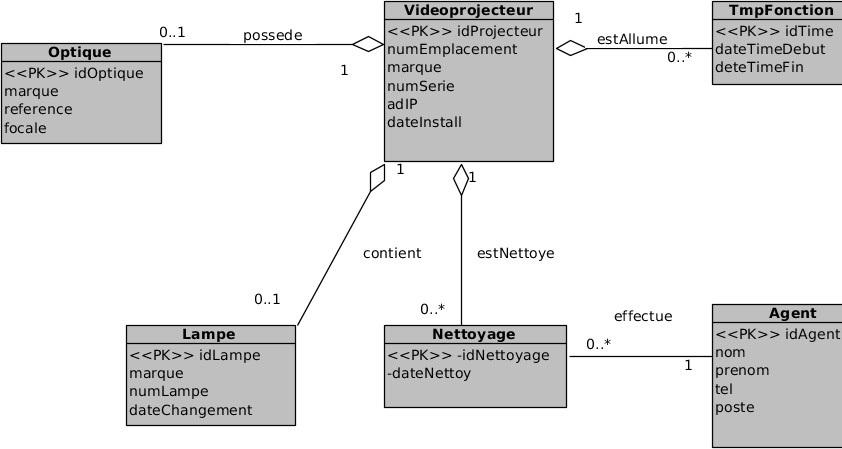 Optique
<<PK>> idOptique
marque
reference
focale
0..1
possede
1
Videoprojecteur
<<PK>> idProjecteur
numEmplacement
marque
numSerie
adIP
dateInstall
1
estAllume
0..*
TmpFonction
<<PK>> idTime
dateTimeDebut
deteTimeFin
1
contient
0..1
1
estNettoye
0..*
Lampe
<<PK>> idLampe
marque
numLampe
dateChangement
Nettoyage
<<PK>> -idNettoyage
-dateNettoy
effectue
0..*
1
Agent
<<PK>> idAgent
nom
prenom
tel
poste